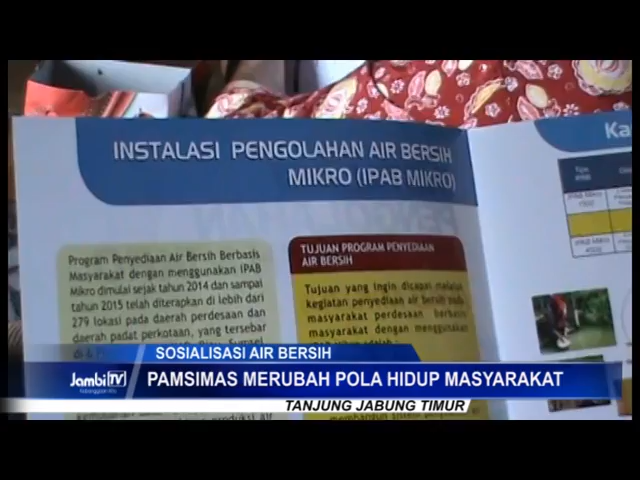 INSTALASI PENGOLAHAN AIR BERSIH
MIKRO (IPAB MIKRO)
Program Penyediaan Air Bersih Berbasis
Masyarakat dengan menggunakan IPAB
Mikro dimulai sejak tahun 2014 dan sampai
tahun 2015 telah diterapkan di lebih dari
279 lokasi pada daerah perdesaan dan
daerah padat perkotaan, yang tersebar
TUJUAN PROGRAM PENYEDIAAN
AIR BERSIH
Tujuan yang ingin dicapai melalui
kegiatan penyediaan air bersih pada
masyarakat perdesaan berbasis
masyarakat dengan menggunakan
Ka
SOSIALISASI AIR BERSIH
JambiTV
PAMSIMAS MERUBAH POLA HIDUP MASYARAKAT
TANJUNG JABUNG TIMUR